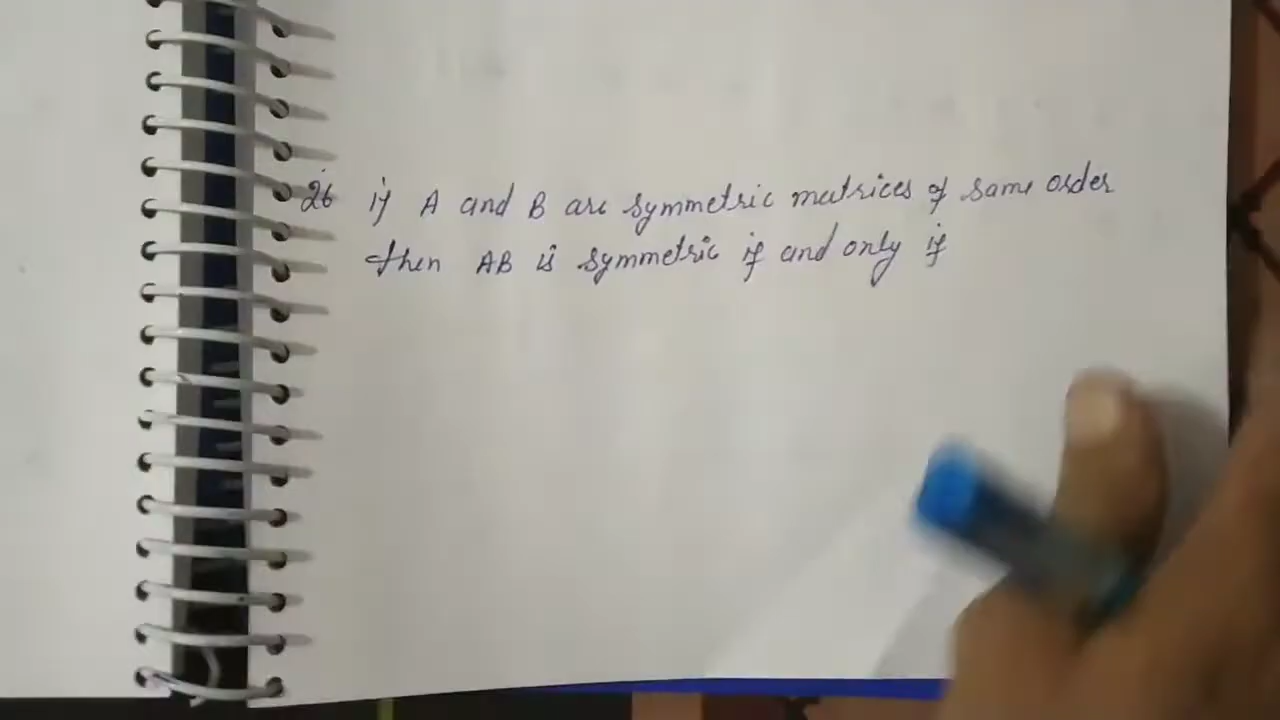 26 if A and B are symmetric matrices of same order
then AB is symmetric if and only if